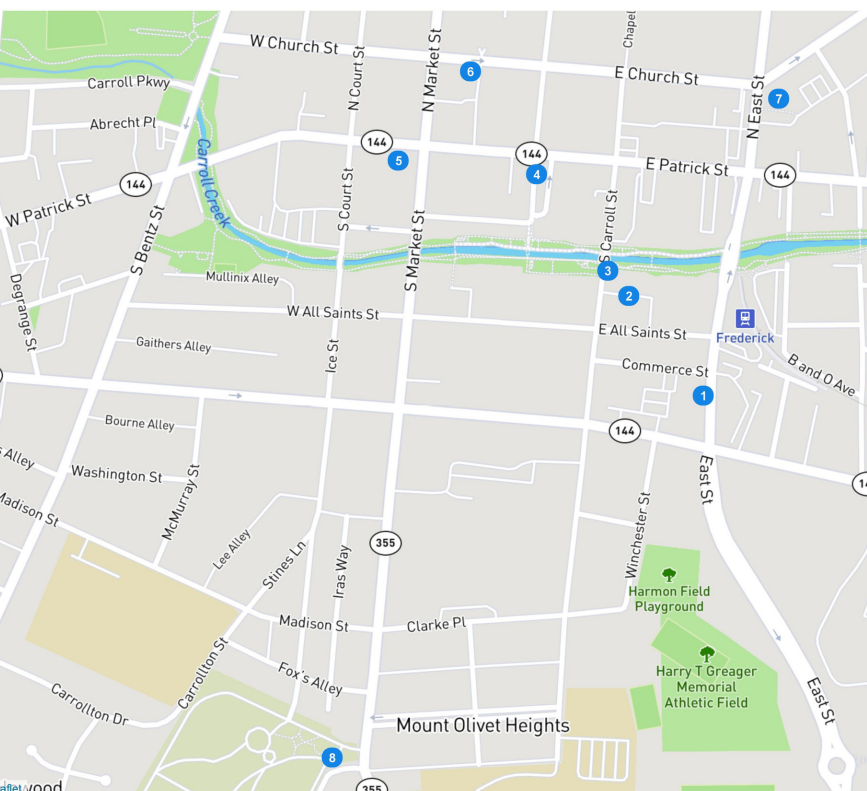 Chapel
W Church St
N Court St
N Market St
6
E Church St
N East St
7
Carroll Pkwy
Abrecht Pl
144
5
144
4
E Patrick St
144
144
W Patrick St
Carroll Creek
S Bentz St
S Court St
S Market St
S Carroll St
3
2
Mullinix Alley
Degrange St
W All Saints St
Gaithers Alley
Ice St
E All Saints St
Frederick
Commerce St
B and O Ave
1
Bourne Alley
144
Alley
Washington St
McMurray St
East St
Madison St
Lee Alley
Stines Ln
Iras Way
355
Winchester St
Harmon Field
Playground
Madison St
Clarke Pl
Carrollton St
Fox's Alley
Harry T Greager
Memorial
Athletic Field
East St
Carrollton Dr
Mount Olivet Heights
8
355